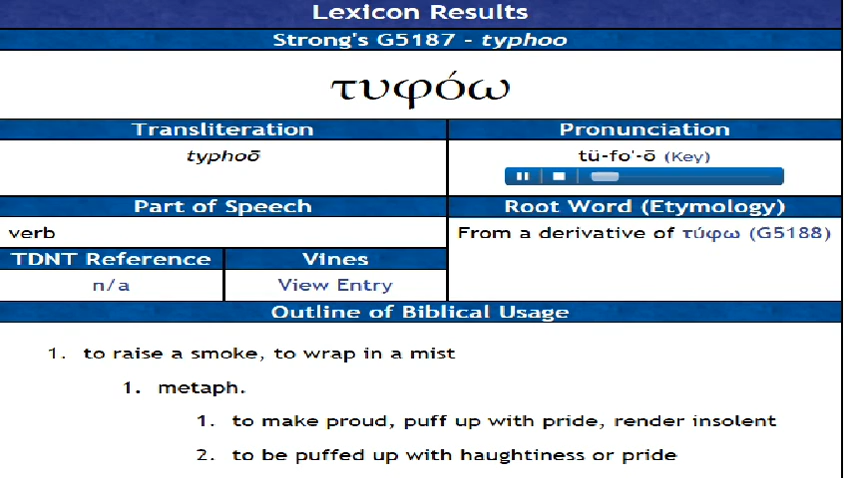 Lexicon Results
Strong's G5187 - typhoo
τυφόω
Transliteration
Pronunciation
typhoō
tü-fo'-ō (Key)
Part of Speech
Root Word (Etymology)
verb
From a derivative of τύφω (G5188)
TDNT Reference
Vines
n/a
View Entry
Outline of Biblical Usage
1. to raise a smoke, to wrap in a mist
1. metaph.
1. to make proud, puff up with pride, render insolent
2. to be puffed up with haughtiness or pride